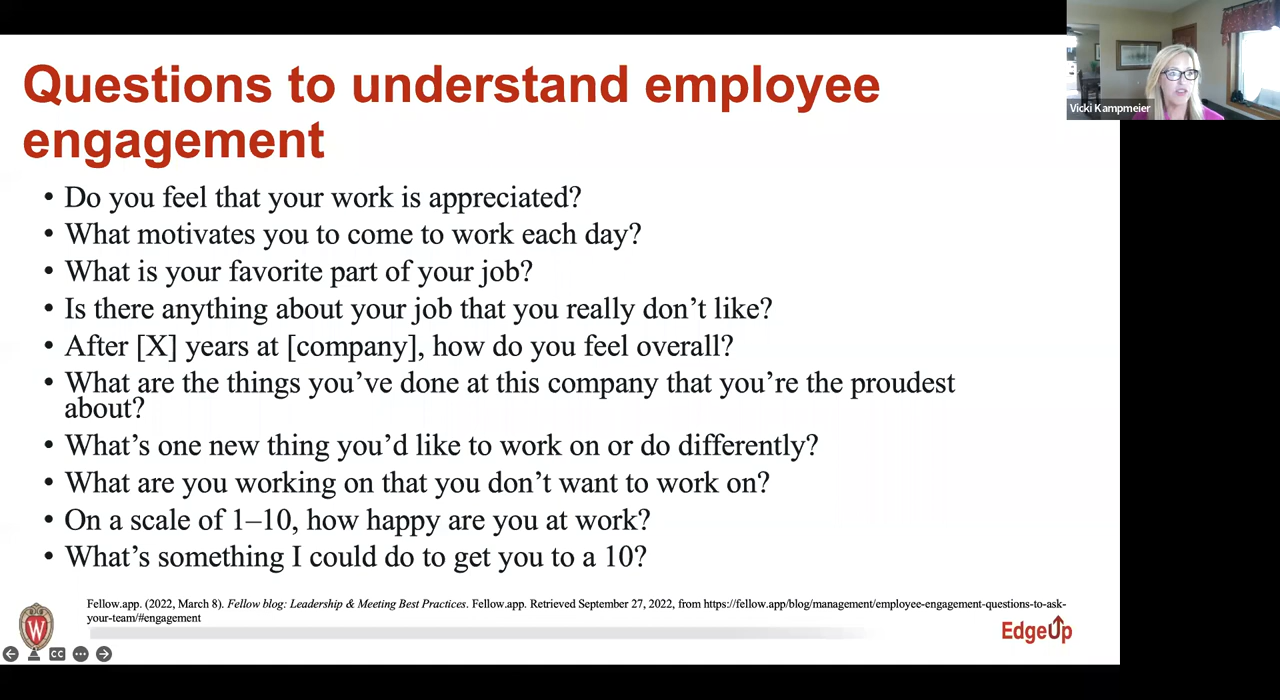 Questions to understand employee
engagement
• Do you feel that your work is appreciated?
• What motivates you to come to work each day?
• What is your favorite part of your job?
• Is there anything about your job that you really don’t like?
• After [X] years at [company], how do you feel overall?
• What are the things you’ve done at this company that you’re the proudest
about?
• What’s one new thing you’d like to work on or do differently?
• What are you working on that you don’t want to work on?
• On a scale of 1–10, how happy are you at work?
• What’s something I could do to get you to a 10?
Fellow.app. (2022, March 8). Fellow blog: Leadership & Meeting Best Practices. Fellow.app. Retrieved September 27, 2022, from https://fellow.app/blog/management/employee-engagement-questions-to-ask-
your-team/#engagement
W
EdgeUp
CC
Vicki Kampmeier